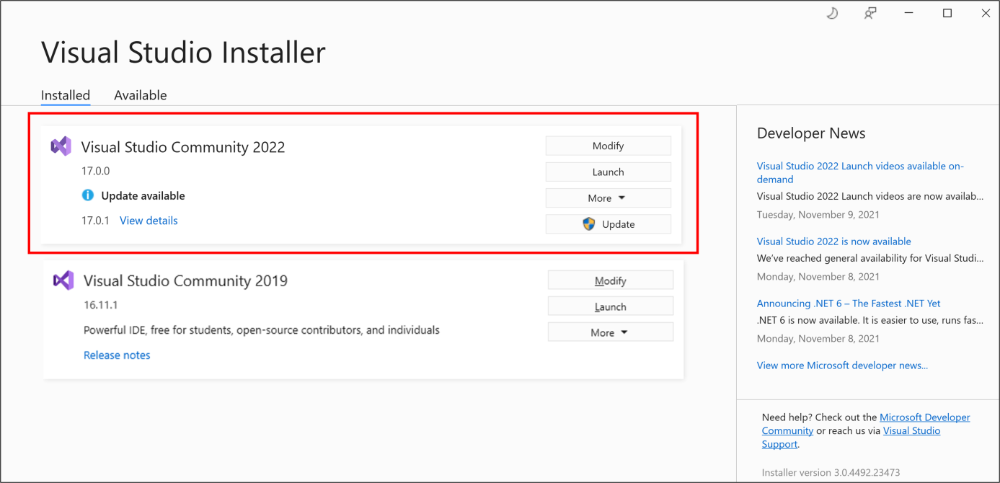 Visual Studio Installer
Installed
Available
Visual Studio Community 2022
17.0.0
Update available
17.0.1 View details
Modify
Launch
More
Update
Visual Studio Community 2019
16.11.1
Powerful IDE, free for students, open-source contributors, and individuals
Release notes
Modify
Launch
More
Developer News
Visual Studio 2022 Launch videos available on-
demand
Visual Studio 2022 Launch videos are now availab...
Tuesday, November 9, 2021
Visual Studio 2022 is now available
We've reached general availability for Visual Studi...
Monday, November 8, 2021
Announcing .NET 6 – The Fastest .NET Yet
.NET 6 is now available. It is easier to use, runs fas...
Monday, November 8, 2021
View more Microsoft developer news...
Need help? Check out the Microsoft Developer
Community or reach us via Visual Studio
Support.
Installer version 3.0.4492.23473